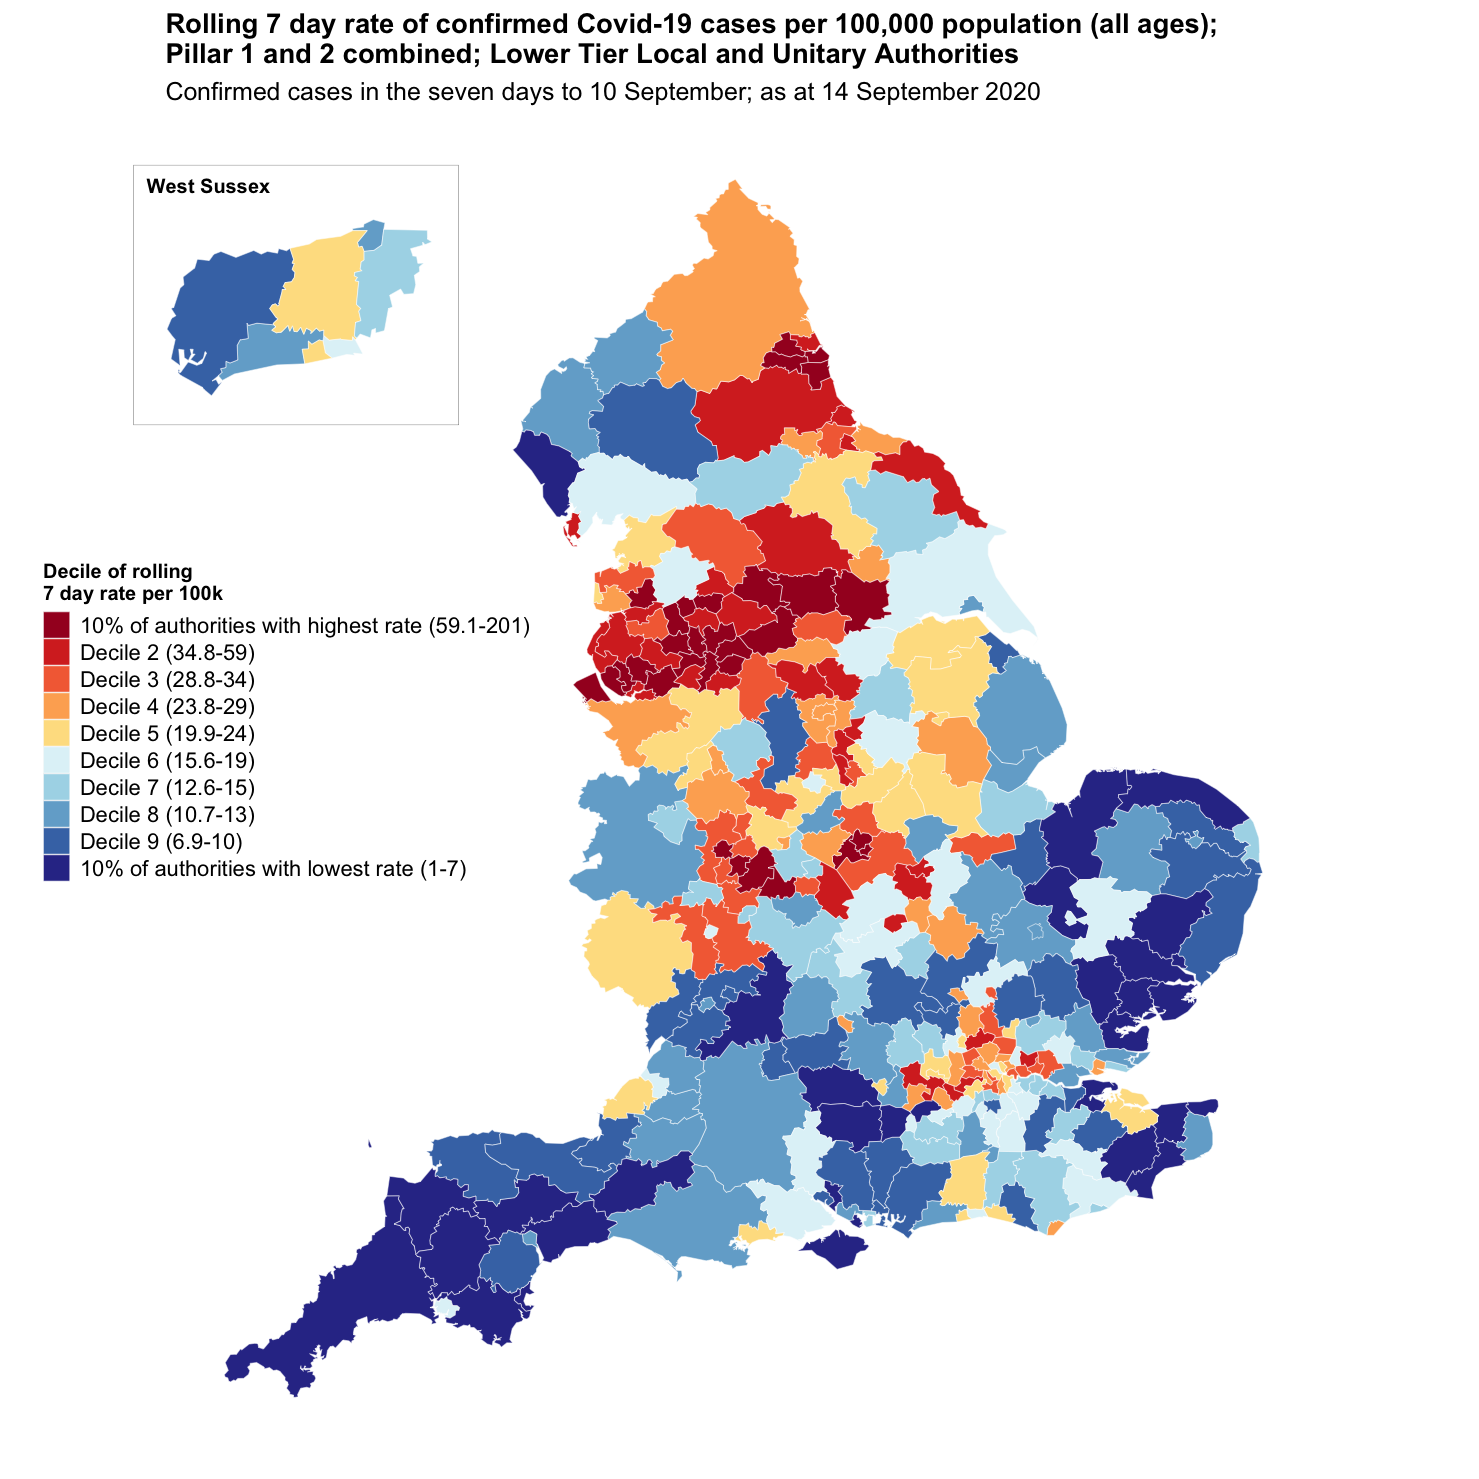 Rolling 7 day rate of confirmed Covid-19 cases per 100,000 population (all ages);
Pillar 1 and 2 combined; Lower Tier Local and Unitary Authorities
Confirmed cases in the seven days to 10 September; as at 14 September 2020
West Sussex
Decile of rolling
7 day rate per 100k
10% of authorities with highest rate (59.1-201)
Decile 2 (34.8-59)
Decile 3 (28.8-34)
Decile 4 (23.8-29)
Decile 5 (19.9-24)
Decile 6 (15.6-19)
Decile 7 (12.6-15)
Decile 8 (10.7-13)
Decile 9 (6.9-10)
10% of authorities with lowest rate (1-7)